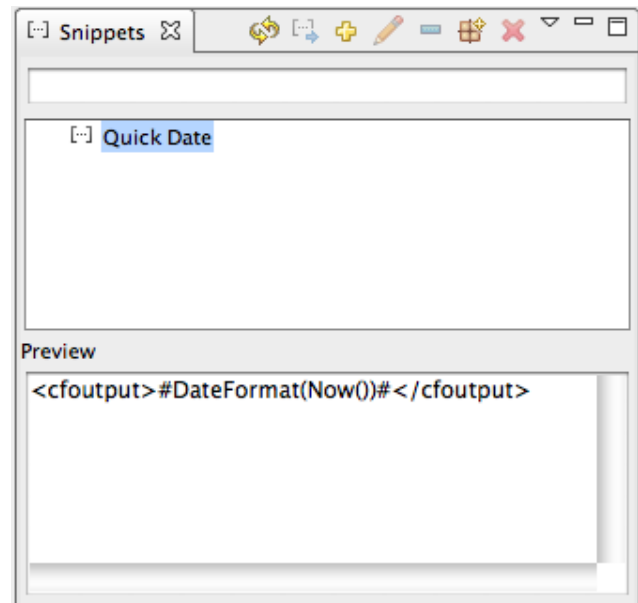 Snippets
Quick Date
Preview
<cfoutput>#DateFormat(Now())#</cfoutput>